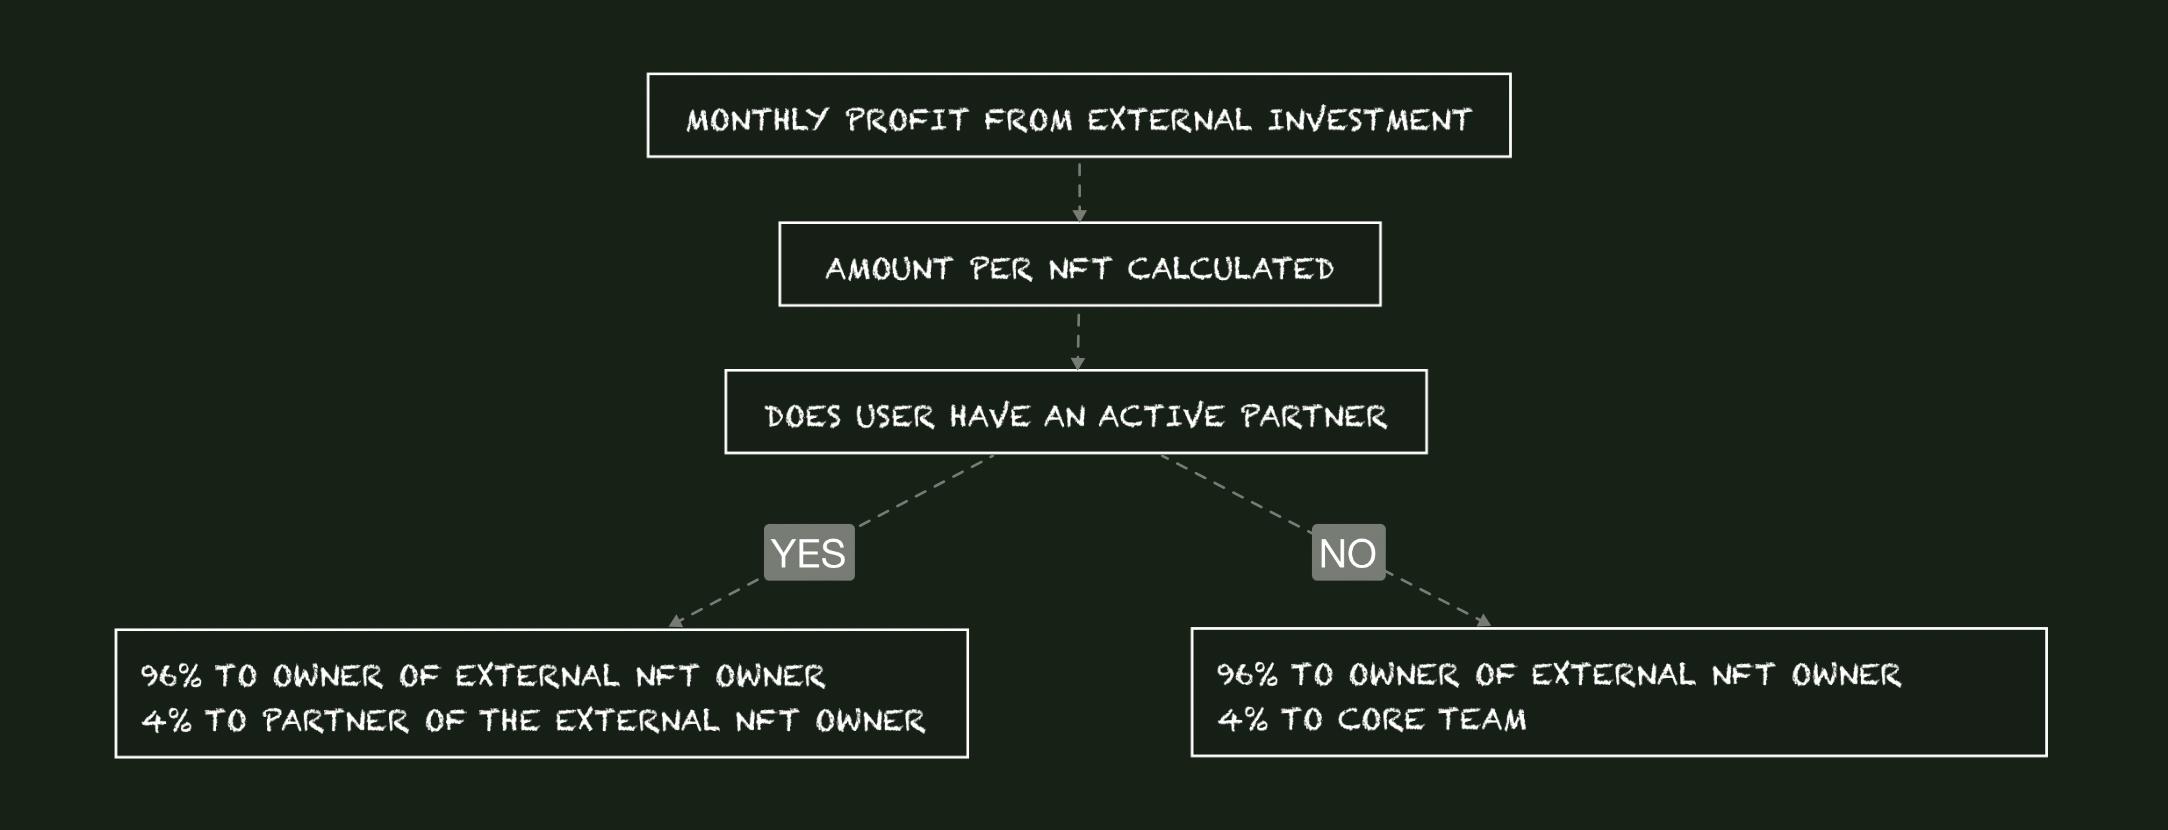 MONTHLY PROFIT FROM EXTERNAL INVESTMENT
AMOUNT PER NFT CALCULATED
DOES USER HAVE AN ACTIVE PARTNER
YES
NO
96% TO OWNER OF EXTERNAL NFT OWNER
4% TO PARTNER OF THE EXTERNAL NFT OWNER
96% TO OWNER OF EXTERNAL NFT OWNER
4% TO CORE TEAM